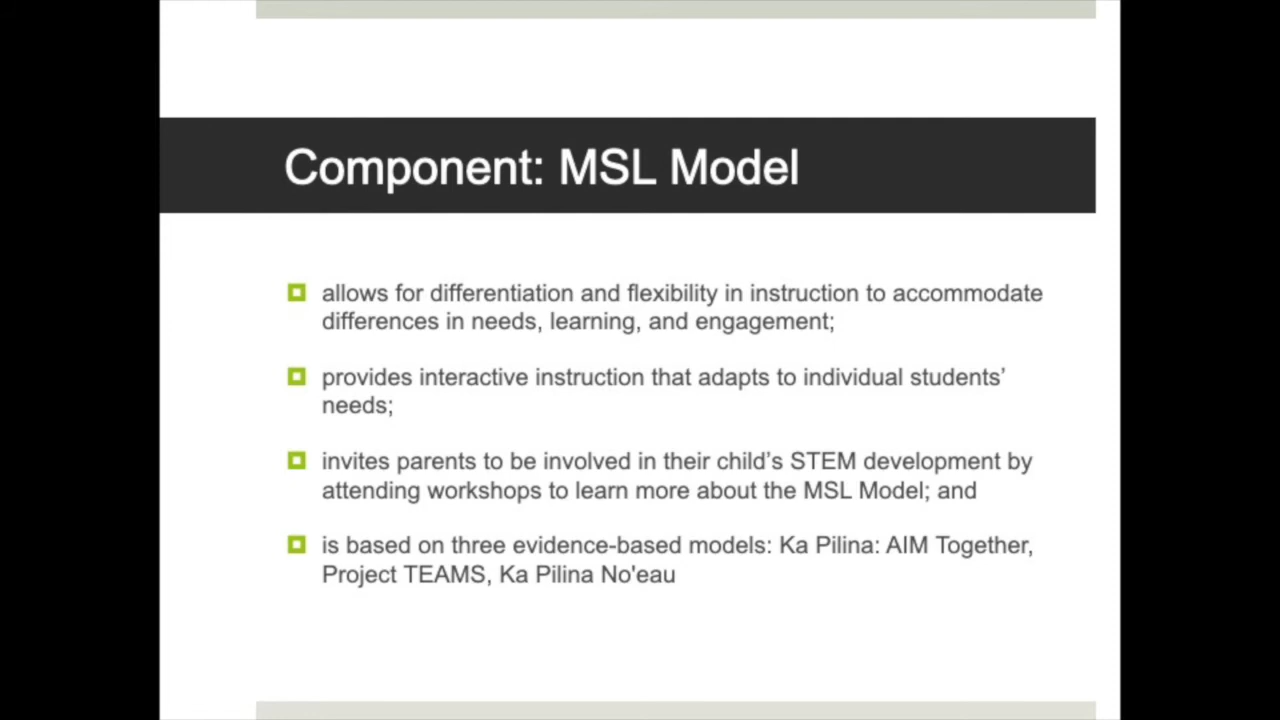 Component: MSL Model
allows for differentiation and flexibility in instruction to accommodate
differences in needs, learning, and engagement;
provides interactive instruction that adapts to individual students’
needs;
invites parents to be involved in their child’s STEM development by
attending workshops to learn more about the MSL Model; and
is based on three evidence-based models: Ka Pilina: AIM Together,
Project TEAMS, Ka Pilina No'eau